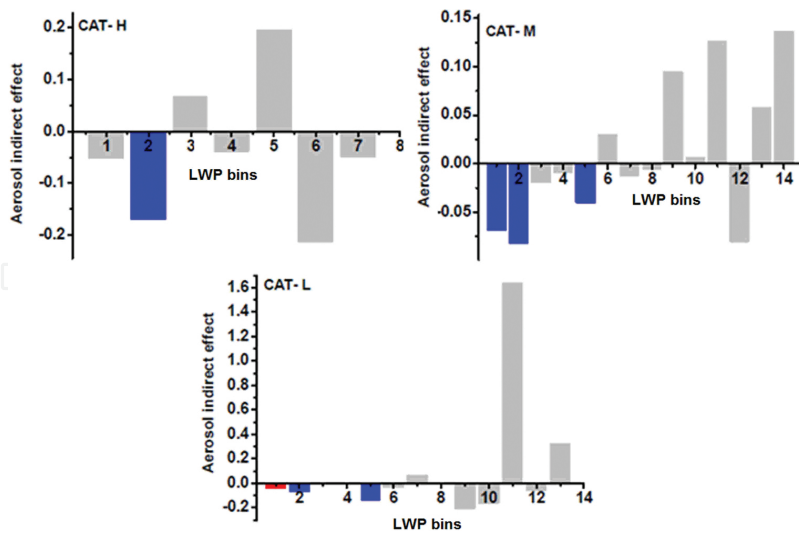 CAT- H
Aerosol indirect effect
0.2
0.1
0.0
-0.1
-0.2
1 2 3 4 5 6 7 8
LWP bins
CAT- M
Aerosol indirect effect
0.15
0.10
0.05
0.00
-0.05
2 4 6 8 10 12 14
LWP bins
CAT- L
Aerosol indirect effect
1.6
1.4
1.2
1.0
0.8
0.6
0.4
0.2
0.0
-0.2
2 4 6 8 10 12 14
LWP bins